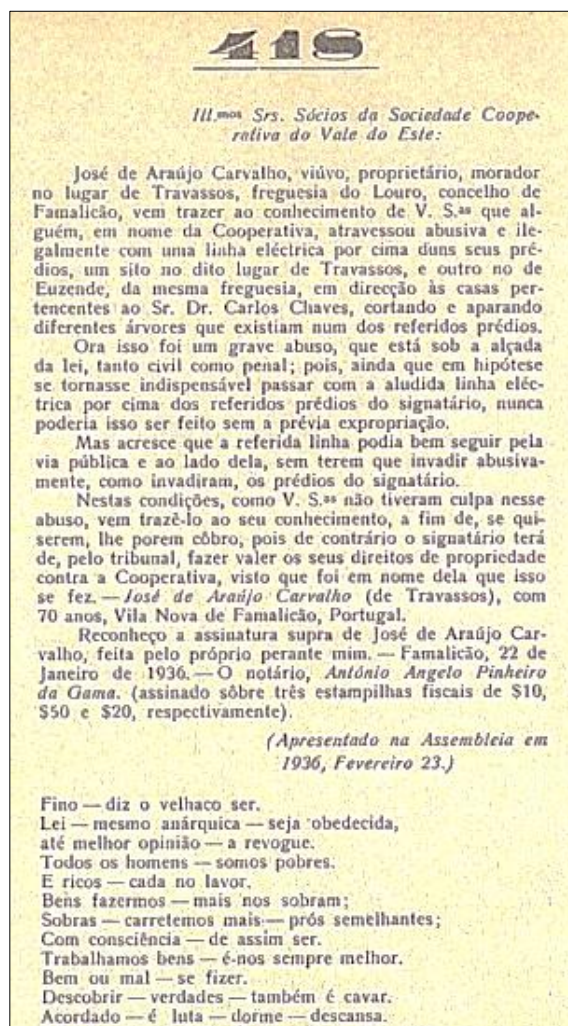 418
Ill.mos Srs. Sócios da Sociedade Coope-
rativa do Vale do Este:
José de Araújo Carvalho, viúvo, proprietário, morador
no lugar de Travassos, freguesia do Louro, concelho de
Famalicão, vem trazer ao conhecimento de V. S.as que al-
guém, em nome da Cooperativa, atravessou abusiva e ile-
galmente com uma linha eléctrica por cima duns seus pré-
dios, um sito no dito lugar de Travassos, e outro no de
Euzende, da mesma freguesia, em direcção às casas per-
tencentes ao Sr. Dr. Carlos Chaves, cortando e aparando
diferentes árvores que existiam num dos referidos prédios.
Ora isso foi um grave abuso, que está sob a alçada
da lei, tanto civil como penal; pois, ainda que em hipótese
se tornasse indispensável passar com a aludida linha eléc-
trica por cima dos referidos prédios do signatário, nunca
poderia isso ser feito sem a prévia expropriação.
Mas acresce que a referida linha podia bem seguir pela
via pública e ao lado dela, sem terem que invadir abusiva-
mente, como invadiram, os prédios do signatário.
Nestas condições, como V. S.as não tiveram culpa nesse
abuso, vem trazê-lo ao seu conhecimento, a fim de, se qui-
serem, lhe porem côbro, pois de contrário o signatário terá
de, pelo tribunal, fazer valer os seus direitos de propriedade
contra a Cooperativa, visto que foi em nome dela que isso
se fez. — José de Araújo Carvalho (de Travassos), com
70 anos, Vila Nova de Famalicão, Portugal.
Reconheço a assinatura supra de José de Araújo Car-
valho, feita pelo próprio perante mim. — Famalicão, 22 de
Janeiro de 1936. — O notário, António Angelo Pinheiro
da Gama. (assinado sôbre três estampilhas fiscais de $10,
$50 e $20, respectivamente).
(Apresentado na Assembleia em
1936, Fevereiro 23.)
Fino — diz o velhaco ser.
Lei — mesmo anárquica — seja obedecida,
até melhor opinião — a revogue.
Todos os homens — somos pobres.
E ricos — cada no lavor.
Bens fazermos — mais nos sobram;
Sobras — carretemos mais — prós semelhantes;
Com consciência — de assim ser.
Trabalhamos bens — é-nos sempre melhor.
Bem ou mal — se fizer.
Descobrir — verdades — também é cavar.
Acordado — é luta — dorme — descansa.